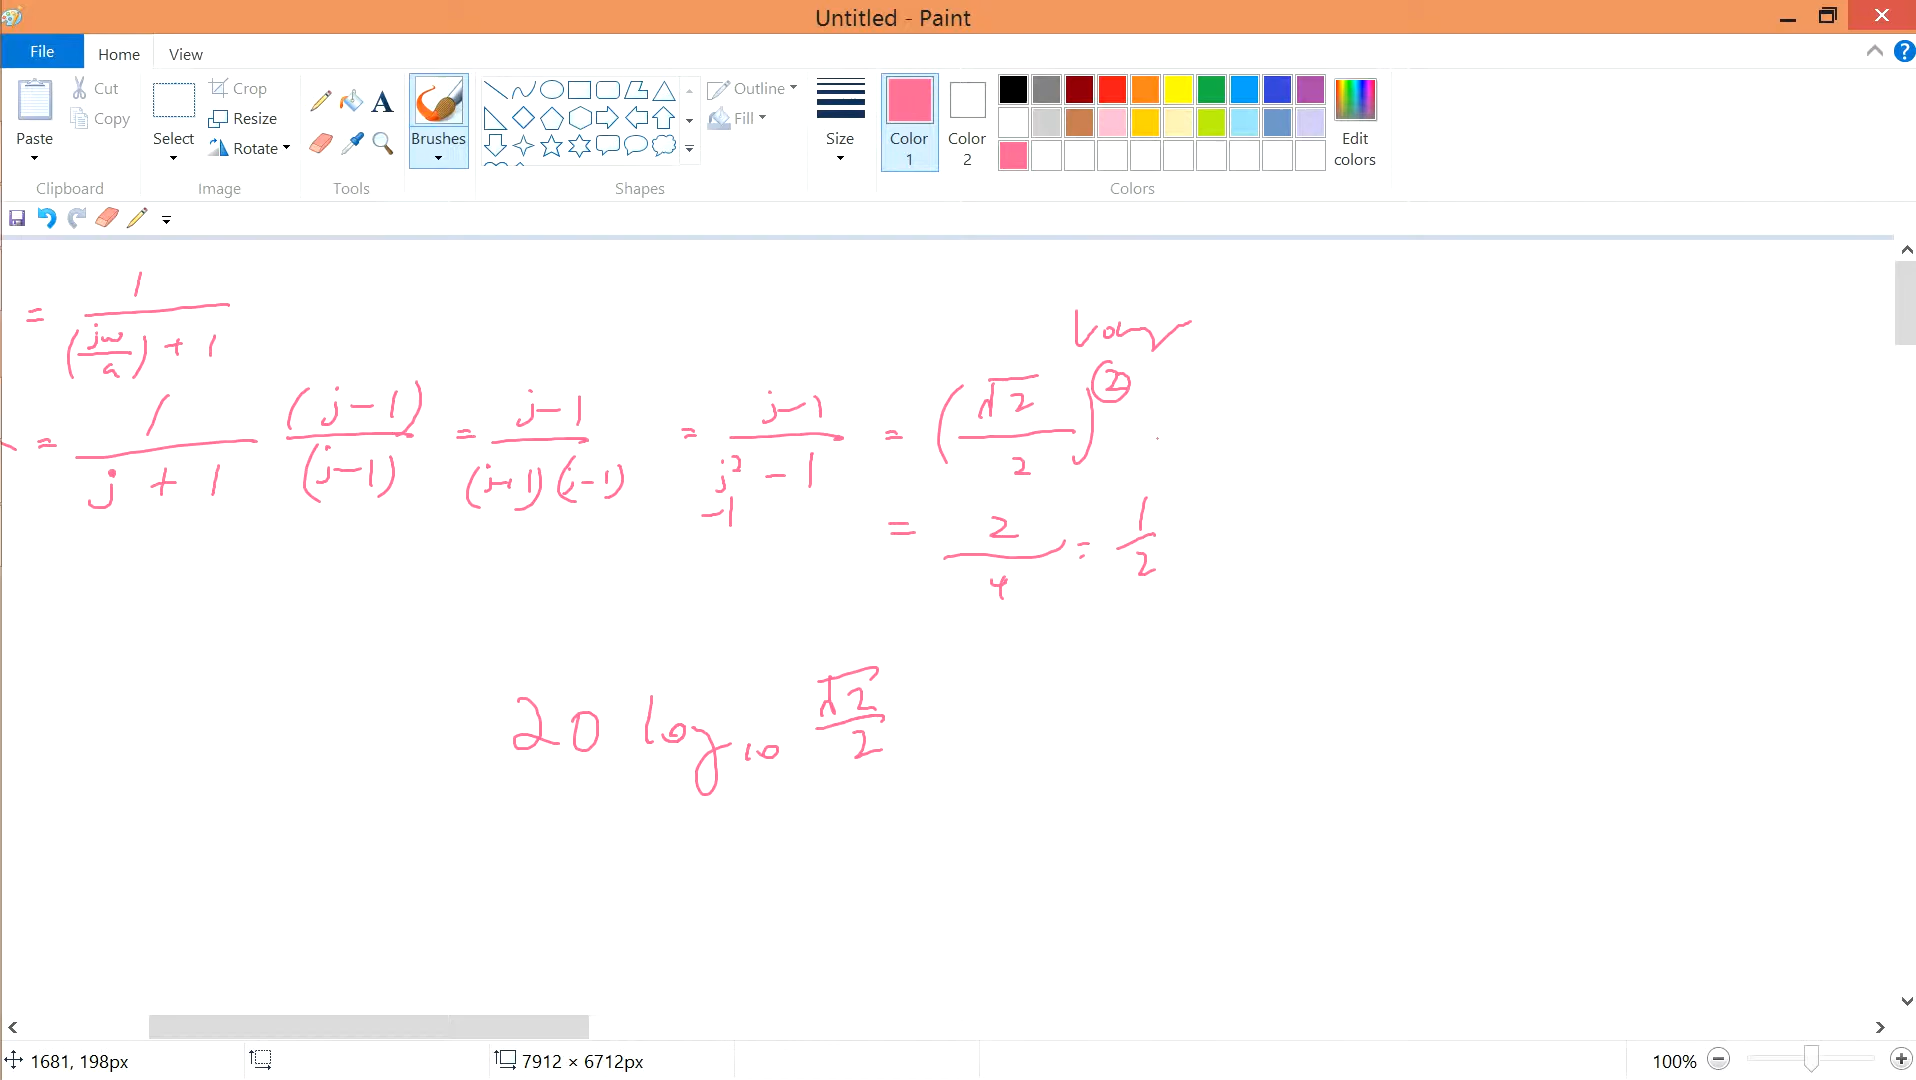 Untitled - Paint
File Home View
Paste
Cut
Copy
Clipboard
Select
Crop
Resize
Rotate
Image
Tools
Brushes
Shapes
Outline
Fill
Size
Color 1
Color 2
Colors
Edit colors
= 1 / (jω/a) + 1
= 1 / j + 1 (j-1) / (j-1) = j-1 / (j+1)(j-1) = j-1 / j² - 1 = (√2 / 2)²
-1
= 2 / 4 = 1 / 2
20 log₁₀ √2 / 2
1681, 198px
7912 × 6712px
100%